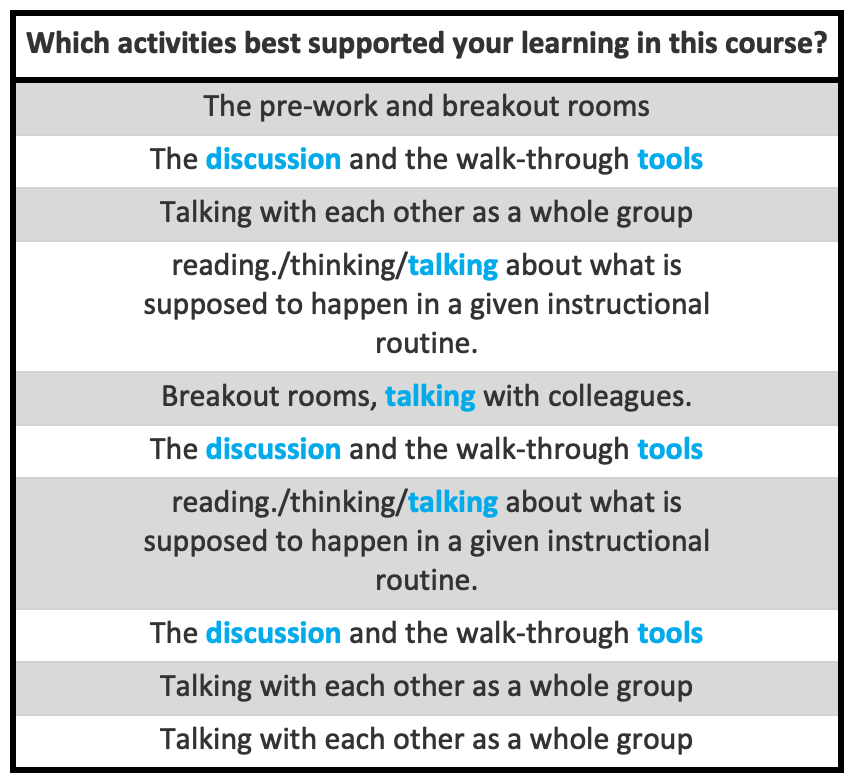 Which activities best supported your learning in this course?
The pre-work and breakout rooms
The discussion and the walk-through tools
Talking with each other as a whole group
reading./thinking/talking about what is
supposed to happen in a given instructional
routine.
Breakout rooms, talking with colleagues.
The discussion and the walk-through tools
reading./thinking/talking about what is
supposed to happen in a given instructional
routine.
The discussion and the walk-through tools
Talking with each other as a whole group
Talking with each other as a whole group